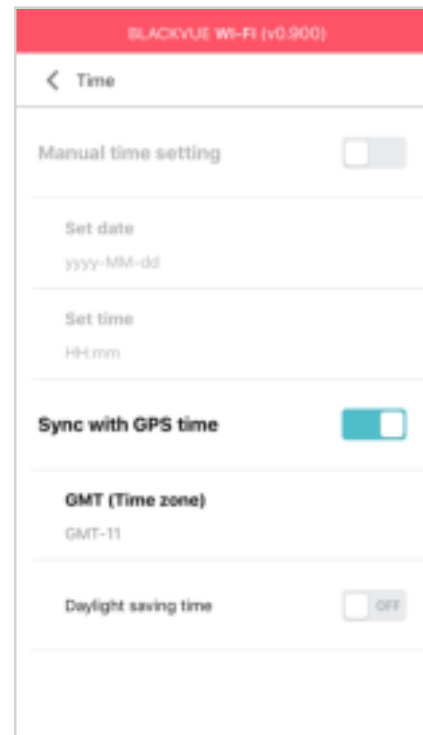 BLACKVUE WI-FI (v0.900)
Time
Manual time setting
Set date
yyyy-MM-dd
Set time
HH:mm
Sync with GPS time
GMT (Time zone)
GMT-11
Daylight saving time
OFF